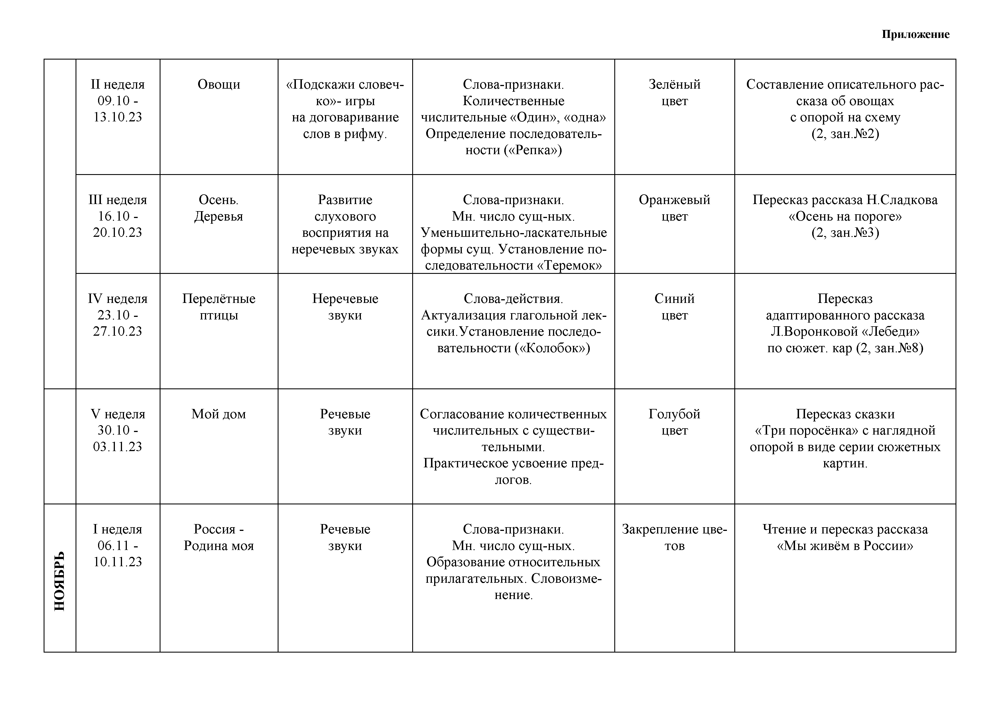 Приложение
II неделя
09.10 -
13.10.23
Овощи
«Подскажи словеч-
ко»- игры
на договаривание
слов в рифму.
Слова-признаки.
Количественные
числительные «Один», «одна»
Определение последователь-
ности («Репка»)
Зелёный
цвет
Составление описательного рас-
сказа об овощах
с опорой на схему
(2, зан.№2)
III неделя
16.10 -
20.10.23
Осень.
Деревья
Развитие
слухового
восприятия на
неречевых звуках
Слова-признаки.
Мн. число сущ-ных.
Уменьшительно-ласкательные
формы сущ. Установление по-
следовательности «Теремок»
Оранжевый
цвет
Пересказ рассказа Н.Сладкова
«Осень на пороге»
(2, зан.№3)
IV неделя
23.10 -
27.10.23
Перелётные
птицы
Неречевые
звуки
Слова-действия.
Актуализация глагольной лек-
сики.Установление последо-
вательности («Колобок»)
Синий
цвет
Пересказ
адаптированного рассказа
Л.Воронковой «Лебеди»
по сюжет. кар (2, зан.№8)
V неделя
30.10 -
03.11.23
Мой дом
Речевые
звуки
Согласование количественных
числительных с существи-
тельными.
Практическое усвоение пред-
логов.
Голубой
цвет
Пересказ сказки
«Три поросёнка» с наглядной
опорой в виде серии сюжетных
картин.
НОЯБРЬ
I неделя
06.11 -
10.11.23
Россия -
Родина моя
Речевые
звуки
Слова-признаки.
Мн. число сущ-ных.
Образование относительных
прилагательных. Словоизме-
нение.
Закрепление цве-
тов
Чтение и пересказ рассказа
«Мы живём в России»